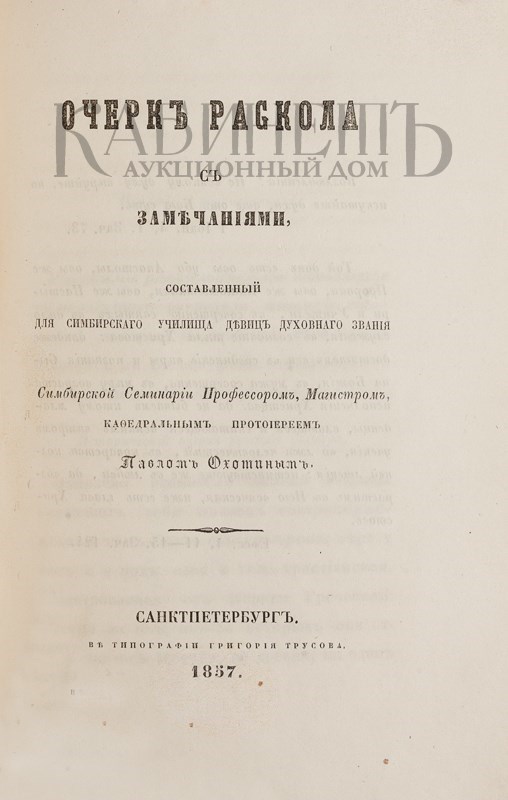 ОЧЕРКЪ РАСКОЛА
КАБИНЕТЪ
АУКЦИОННЫЙ ДОМ
СЪ
ЗАМѢЧАНІЯМИ,
СОСТАВЛЕННЫЙ
ДЛЯ СИМБИРСКАГО УЧИЛИЩА ДѢВИЦЪ ДУХОВНАГО ЗВАНІЯ
Симбирской Семинаріи Профессоромъ, Магистромъ,
КАѲЕДРАЛЬНЫМЪ ПРОТОІЕРЕЕМЪ
Павломъ Охотинымъ.
САНКТПЕТЕРБУРГЪ.
ВЪ ТИПОГРАФІИ ГРИГОРІЯ ТРУСОВА.
1857.